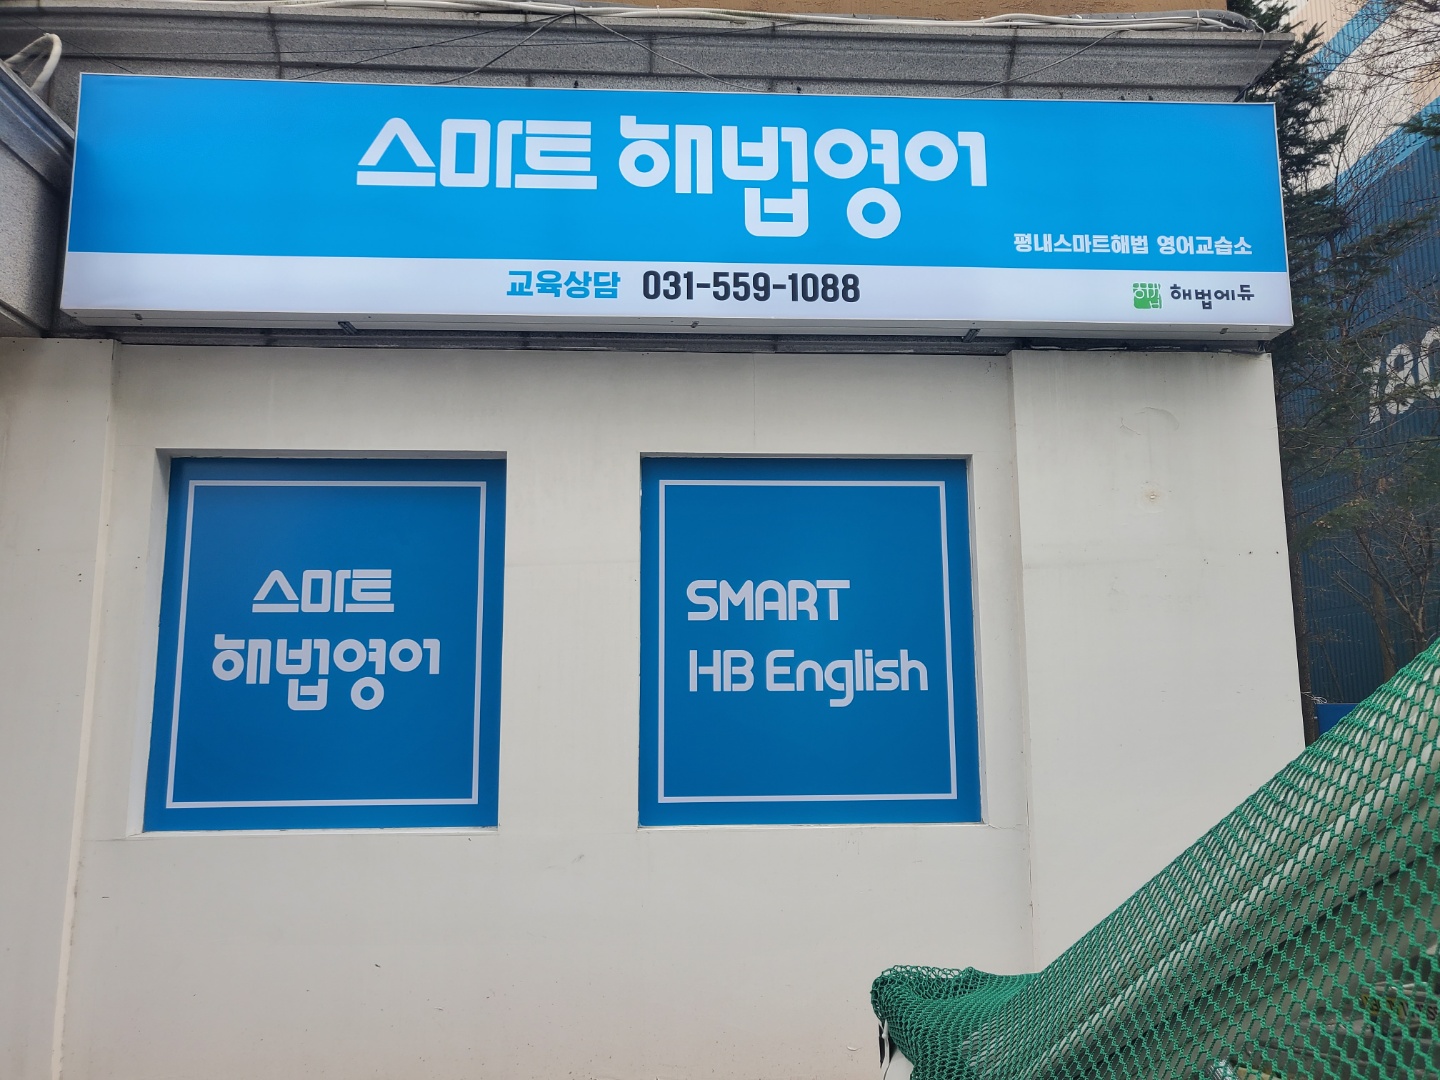 스마트 해법영어
평내스마트해법 영어교습소
교육상담 031-559-1088
해법
해법에듀
스마트
해법영어
SMART
HB English